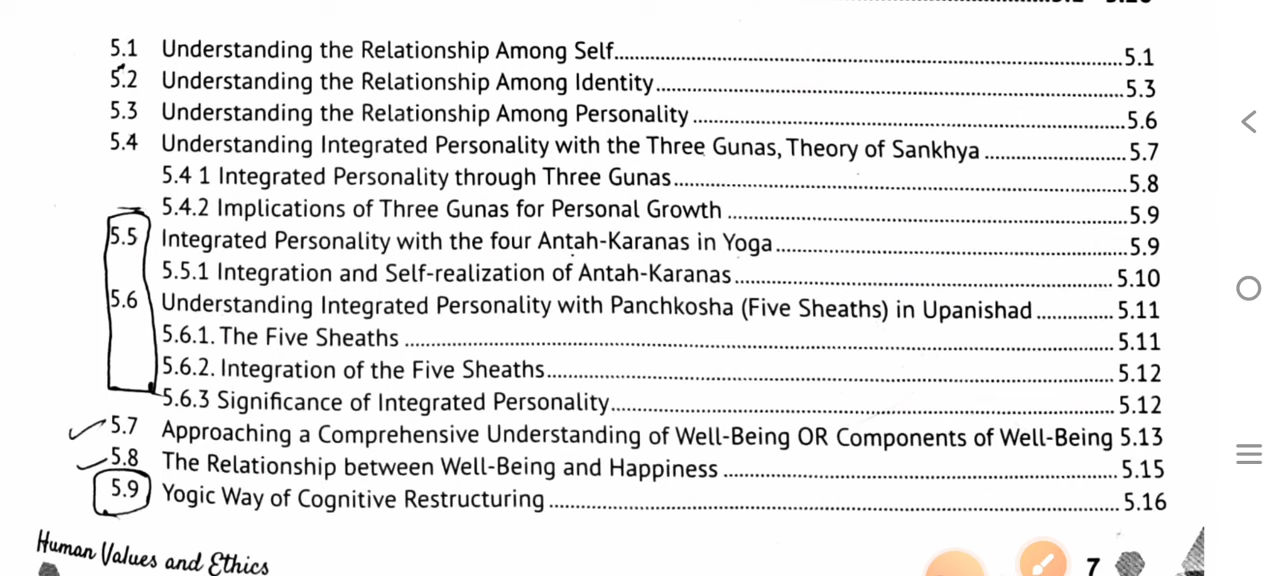 5.1 Understanding the Relationship Among Self 5.1
5.2 Understanding the Relationship Among Identity 5.3
5.3 Understanding the Relationship Among Personality 5.6
5.4 Understanding Integrated Personality with the Three Gunas, Theory of Sankhya 5.7
5.4 1 Integrated Personality through Three Gunas 5.8
5.4.2 Implications of Three Gunas for Personal Growth 5.9
5.5 Integrated Personality with the four Antah-Karanas in Yoga 5.9
5.5.1 Integration and Self-realization of Antah-Karanas 5.10
5.6 Understanding Integrated Personality with Panchkosha (Five Sheaths) in Upanishad 5.11
5.6.1. The Five Sheaths 5.11
5.6.2. Integration of the Five Sheaths 5.12
5.6.3 Significance of Integrated Personality 5.12
5.7 Approaching a Comprehensive Understanding of Well-Being OR Components of Well-Being 5.13
5.8 The Relationship between Well-Being and Happiness 5.15
5.9 Yogic Way of Cognitive Restructuring 5.16
Human Values and Ethics 7